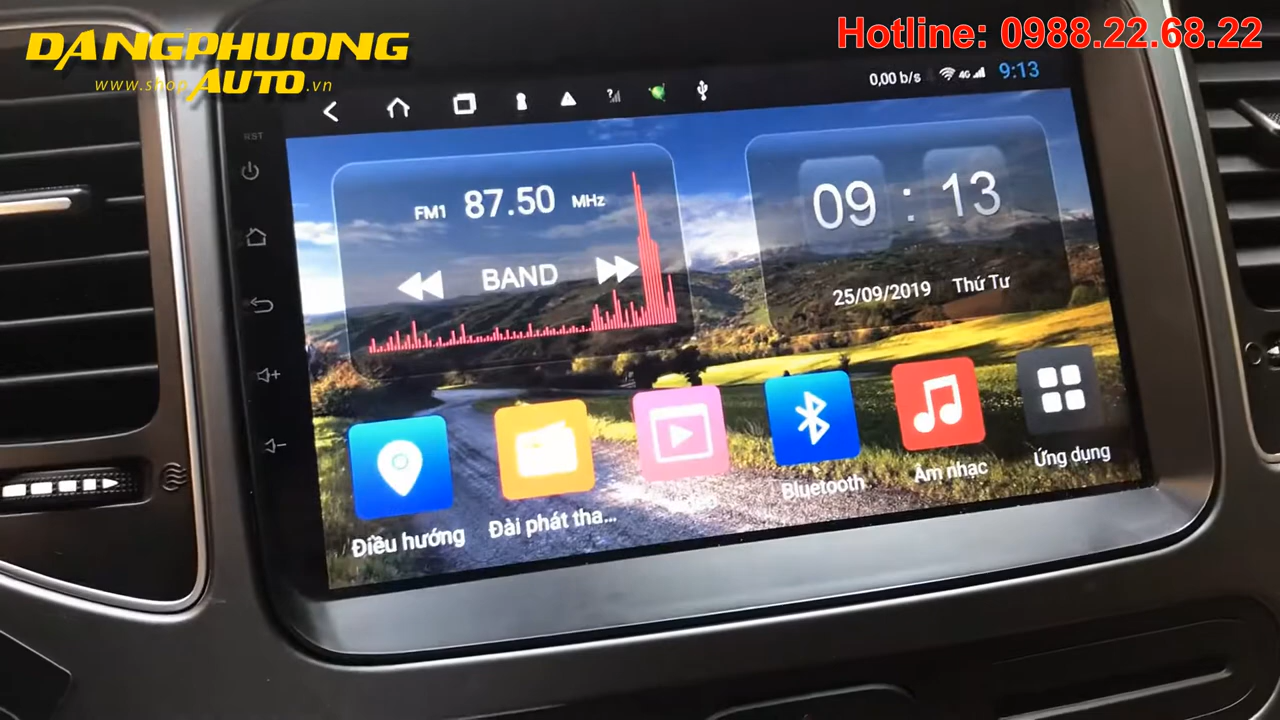 DANGPHUONG
AUTO
www.shop .vn
Hotline: 0988.22.68.22
0,00 b/s 4G 9:13
RST
FM1 87.50 MHz
BAND
09 : 13
25/09/2019 Thứ Tư
Điều hướng
Đài phát tha...
Bluetooth
Âm nhạc
Ứng dụng